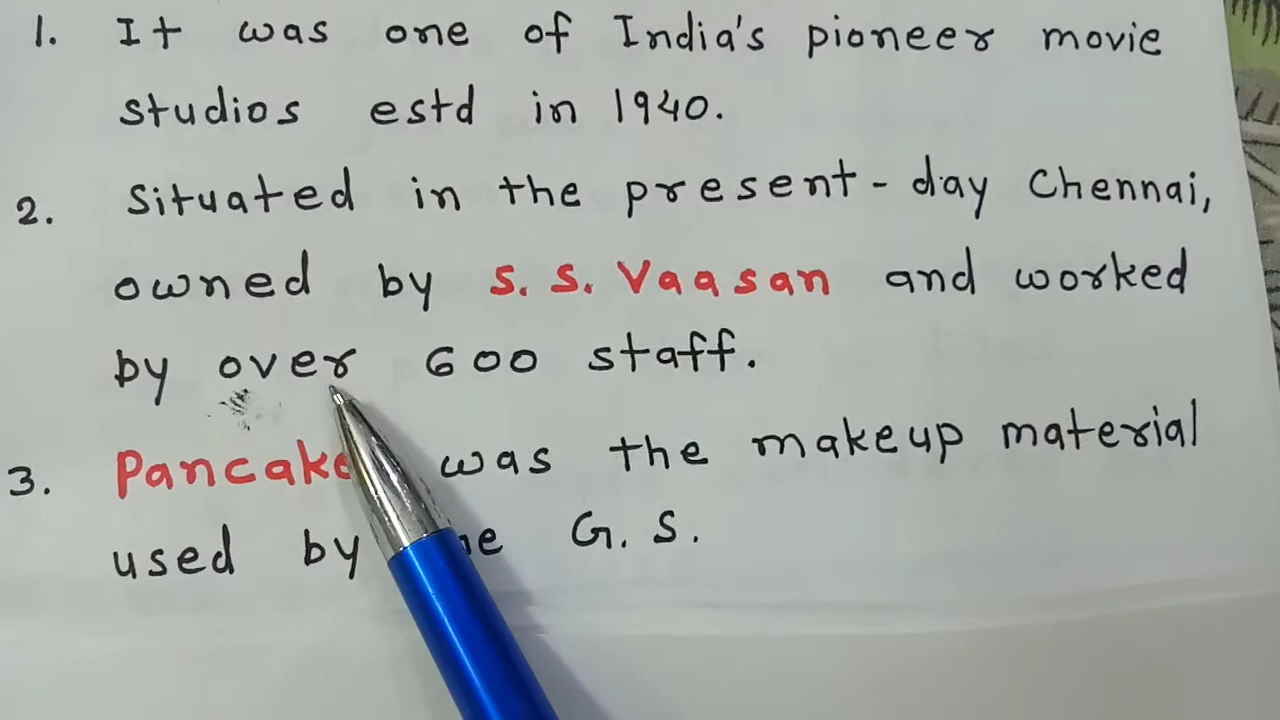 1. It was one of India's pioneer movie
studios estd in 1940.
2. Situated in the present-day Chennai,
owned by S. S. Vaasan and worked
by over 600 staff.
3. Pancake was the makeup material
used by G. S.